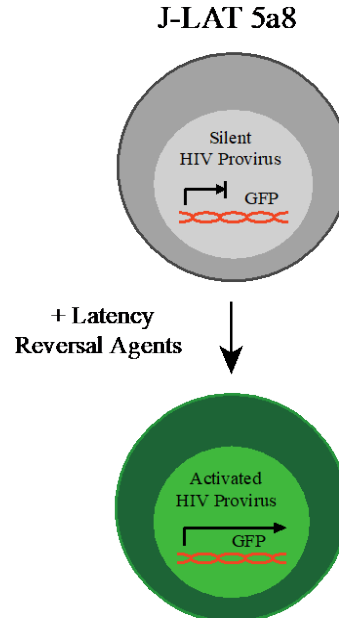 J-LAT 5a8
Silent
HIV Provirus
GFP
+ Latency
Reversal Agents
Activated
HIV Provirus
GFP